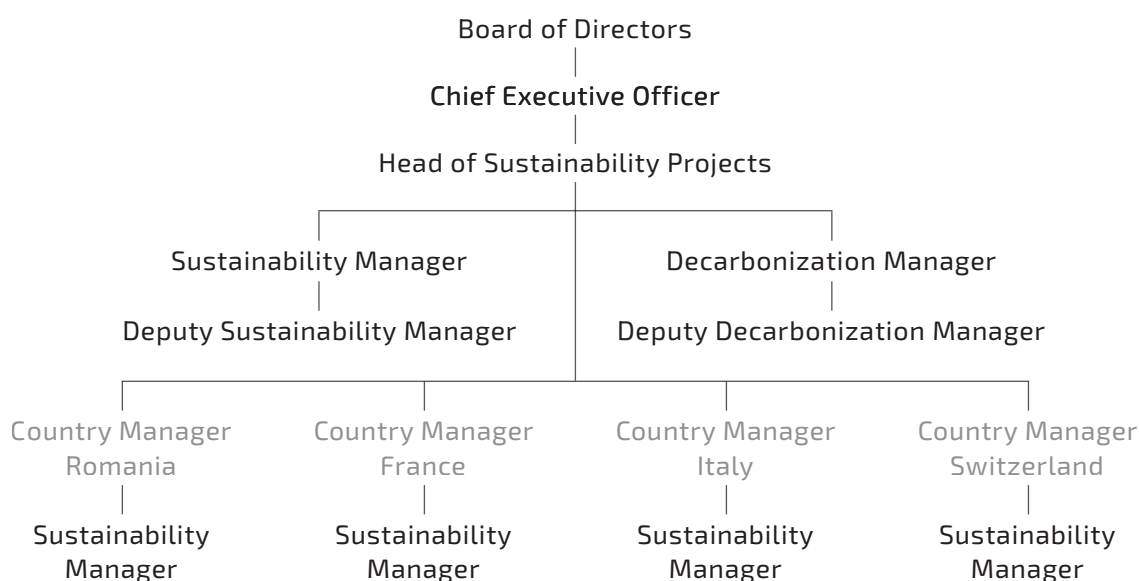 Board of Directors
Chief Executive Officer
Head of Sustainability Projects
Sustainability Manager
Decarbonization Manager
Deputy Sustainability Manager
Deputy Decarbonization Manager
Country Manager
Romania
Country Manager
France
Country Manager
Italy
Country Manager
Switzerland
Sustainability
Manager
Sustainability
Manager
Sustainability
Manager
Sustainability
Manager